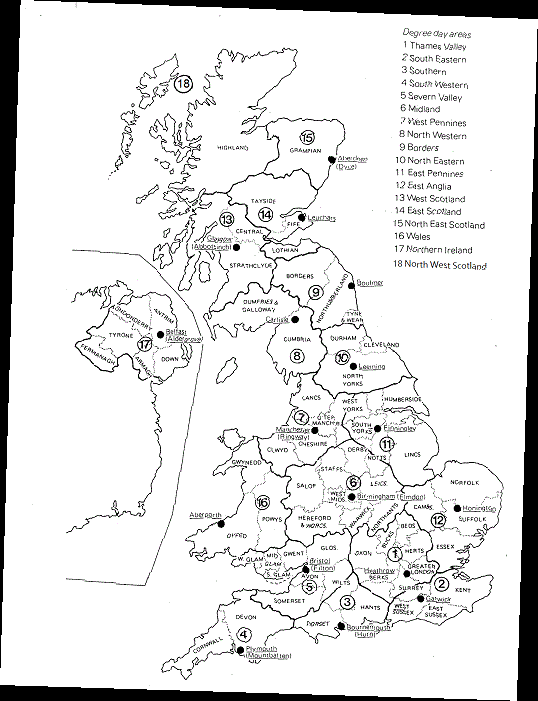 Degree day areas
1 Thames Valley
2 South Eastern
3 Southern
4 South Western
5 Severn Valley
6 Midland
7 West Pennines
8 North Western
9 Borders
10 North Eastern
11 East Pennines
12 East Anglia
13 West Scotland
14 East Scotland
15 North East Scotland
16 Wales
17 Northern Ireland
18 North West Scotland
18
HIGHLAND
15
GRAMPIAN
Aberdeen
(Dyce)
TAYSIDE
13
14
FIFE
Leuchars
CENTRAL
Glasgow
(Abbotsinch)
LOTHIAN
STRATHCLYDE
BORDERS
9
NORTHUMBERLAND
Boulmer
DUMFRIES &
GALLOWAY
Carlisle
TYNE
& WEAR
CUMBRIA
8
DURHAM
CLEVELAND
10
Leeming
NORTH
YORKS
LONDONDERRY
ANTRIM
TYRONE
Belfast
(Aldergrove)
17
FERMANAGH
ARMAGH
DOWN
LANCS
WEST
YORKS
HUMBERSIDE
7
GTER
MANCH
Manchester
(Ringway)
SOUTH
YORKS
Finningley
11
CHESHIRE
CLWYD
DERBY
NOTTS
LINCS
GWYNEDD
STAFFS
SALOP
6
LEICS.
NORFOLK
WEST
MIDS
Birmingham (Elmdon)
16
POWYS
HEREFORD
& WORCS.
WARWICK
NORTHANTS
CAMBS
12
Honington
SUFFOLK
Aberporth
DYFED
BEDS
BUCKS
GLOS.
OXON
1
HERTS
ESSEX
GWENT
W. GLAM
MID
GLAM
S. GLAM
Bristol
(Filton)
AVON
5
WILTS
Heathrow
BERKS
GREATER
LONDON
SURREY
2
KENT
SOMERSET
3
HANTS
Gatwick
WEST
SUSSEX
EAST
SUSSEX
DORSET
Bournemouth
(Hurn)
DEVON
4
CORNWALL
Plymouth
(Mountbatten)